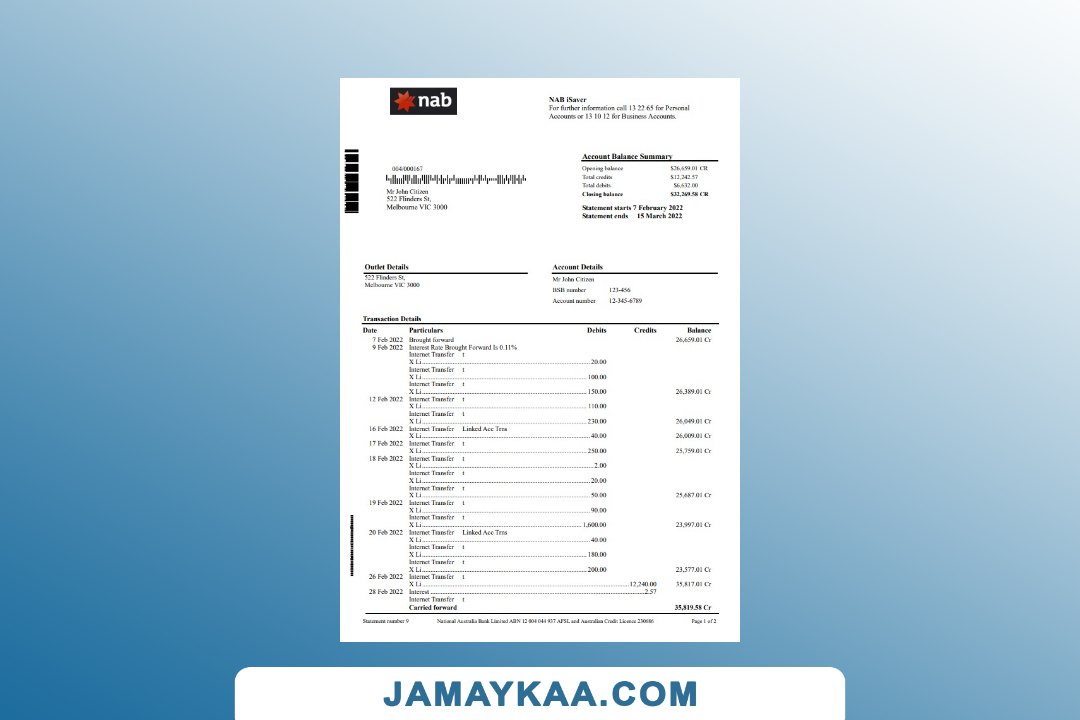 nab
NAB iSaver
For further information call 13 22 65 for Personal
Accounts or 13 10 12 for Business Accounts.
Account Balance Summary
Opening balance $26,659.01 CR
Total credits $12,242.57
Total debits $6,632.00
Closing balance $32,269.58 CR
Statement starts 7 February 2022
Statement ends 15 March 2022
004/000167
Mr John Citizen
522 Flinders St,
Melbourne VIC 3000
Outlet Details
522 Flinders St,
Melbourne VIC 3000
Account Details
Mr John Citizen
BSB number 123-456
Account number 12-345-6789
Transaction Details
Date Particulars Debits Credits Balance
7 Feb 2022 Brought forward 26,659.01 Cr
9 Feb 2022 Interest Rate Brought Forward Is 0.11%
Internet Transfer t
X Li 20.00
Internet Transfer t
X Li 100.00
Internet Transfer t
X Li 150.00 26,389.01 Cr
12 Feb 2022 Internet Transfer t
X Li 110.00
Internet Transfer t
X Li 230.00 26,049.01 Cr
16 Feb 2022 Internet Transfer Linked Acc Trns
X Li 40.00 26,009.01 Cr
17 Feb 2022 Internet Transfer t
X Li 250.00 25,759.01 Cr
18 Feb 2022 Internet Transfer t
X Li 2.00
Internet Transfer t
X Li 20.00
Internet Transfer t
X Li 50.00 25,687.01 Cr
19 Feb 2022 Internet Transfer t
X Li 90.00
Internet Transfer t
X Li 1,600.00 23,997.01 Cr
20 Feb 2022 Internet Transfer Linked Acc Trns
X Li 40.00
Internet Transfer t
X Li 180.00
Internet Transfer t
X Li 200.00 23,577.01 Cr
26 Feb 2022 Internet Transfer t
X Li 12,240.00 35,817.01 Cr
28 Feb 2022 Interest 2.57
Internet Transfer t
Carried forward 35,819.58 Cr
Statement number 9 National Australia Bank Limited ABN 12 004 044 937 AFSL and Australian Credit Licence 230686 Page 1 of 2
JAMAYKAA.COM